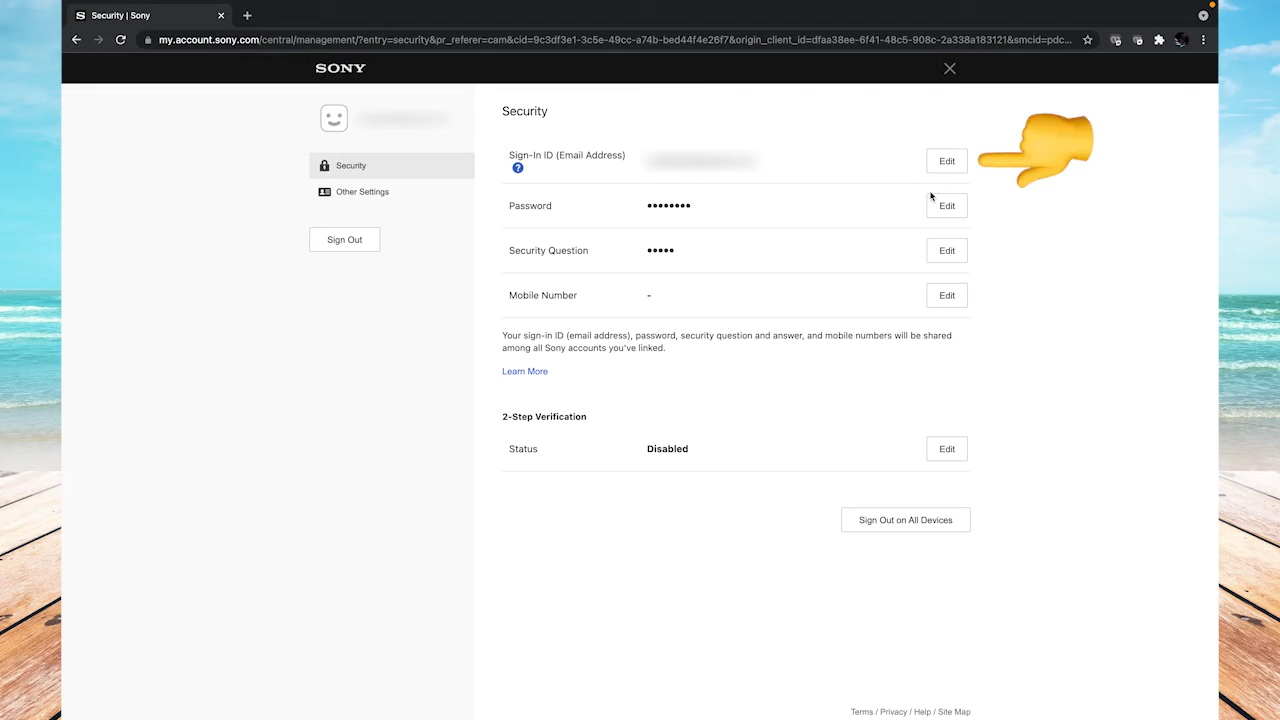 Security | Sony
my.account.sony.com/central/management/?entry=security&pr_referer=cam&cid=9c3df3e1-3c5e-49cc-a74b-bed44f4e26f7&origin_client_id=dfaa38ee-6f41-48c5-908c-2a338a183121&smcid=pdc...
SONY
Security
Other Settings
Sign Out
Security
Sign-In ID (Email Address)
?
Edit
Password ●●●●●●●● Edit
Security Question ●●●●● Edit
Mobile Number - Edit
Your sign-in ID (email address), password, security question and answer, and mobile numbers will be shared
among all Sony accounts you've linked.
Learn More
2-Step Verification
Status Disabled Edit
Sign Out on All Devices
Terms / Privacy / Help / Site Map